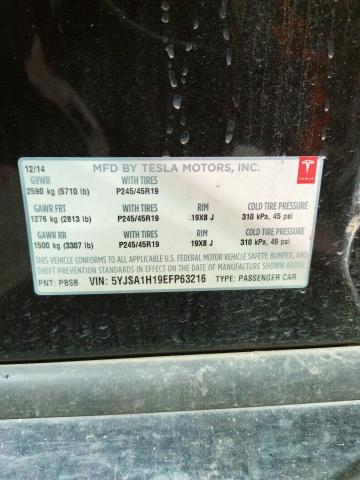 12/14 MFD BY TESLA MOTORS, INC. TESLA
GVWR WITH TIRES
2590 kg (5710 lb) P245/45R19
GAWR FRT WITH TIRES RIM COLD TIRE PRESSURE
1276 kg (2813 lb) P245/45R19 19X8 J 310 kPa, 45 psi
GAWR RR WITH TIRES RIM COLD TIRE PRESSURE
1500 kg (3307 lb) P245/45R19 19X8 J 310 kPa, 45 psi
THIS VEHICLE CONFORMS TO ALL APPLICABLE U.S. FEDERAL MOTOR VEHICLE SAFETY, BUMPER, AND
THEFT PREVENTION STANDARDS IN EFFECT ON THE DATE OF MANUFACTURE SHOWN ABOVE.
PNT: PBSB VIN: 5YJSA1H19EFP63216 TYPE: PASSENGER CAR